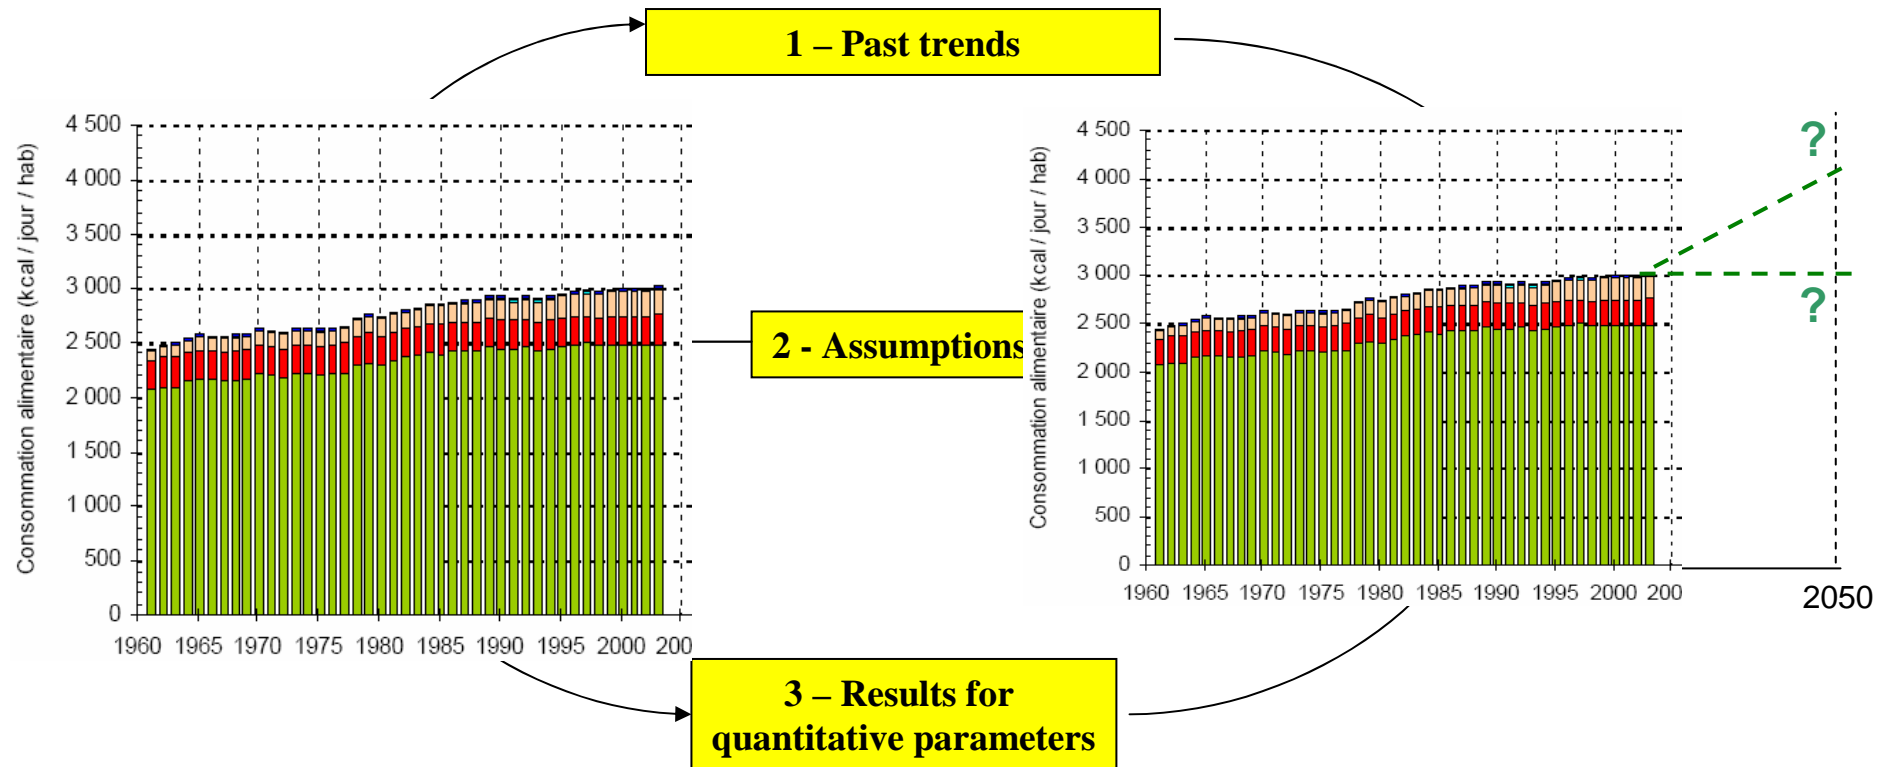 1 – Past trends
Consommation alimentaire (kcal / jour / hab)
4 500
4 000
3 500
3 000
2 500
2 000
1 500
1 000
500
0
1960 1965 1970 1975 1980 1985 1990 1995 2000 200
2 - Assumptions
Consommation alimentaire (kcal / jour / hab)
4 500
4 000
3 500
3 000
2 500
2 000
1 500
1 000
500
0
1960 1965 1970 1975 1980 1985 1990 1995 2000 200
?
?
2050
3 – Results for
quantitative parameters